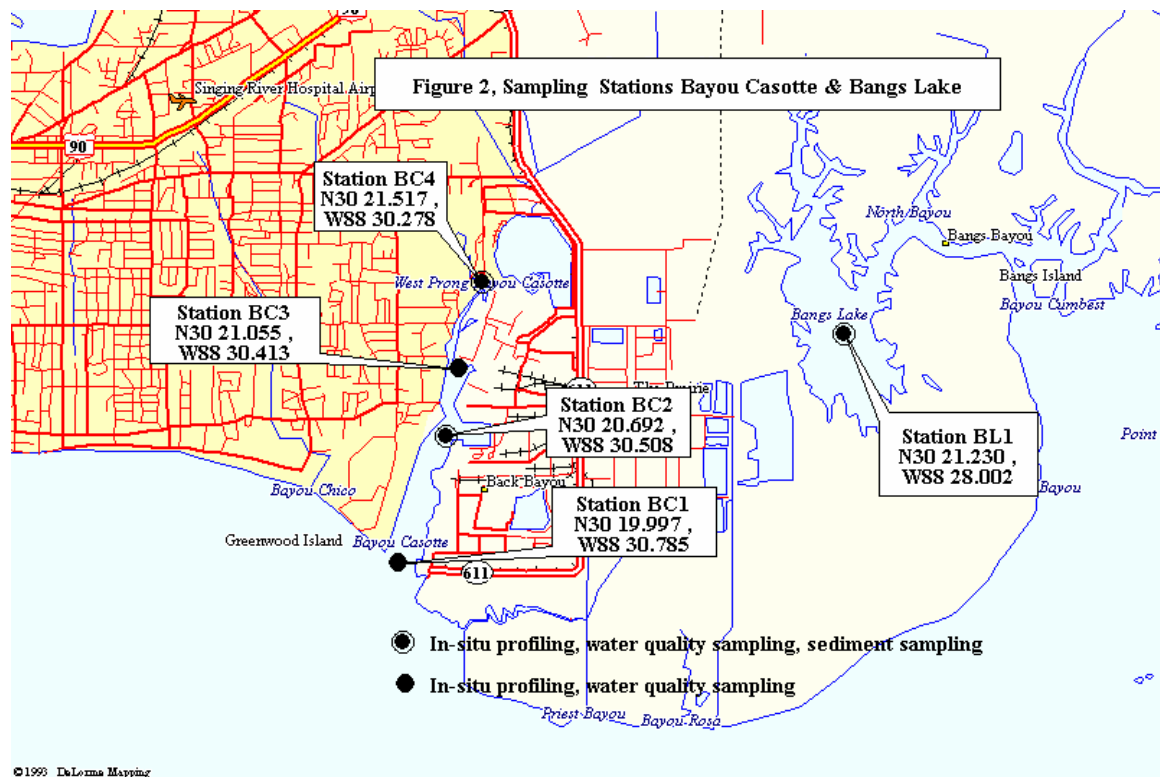 90
Singing River Hospital Airp
Figure 2, Sampling Stations Bayou Casotte & Bangs Lake
90
Station BC4
N30 21.517 ,
W88 30.278
North Bayou
Bangs Bayou
West Prong Bayou Casotte
Bangs Island
Bayou Cumbest
Station BC3
N30 21.055 ,
W88 30.413
Bangs Lake
The Prairie
Station BC2
N30 20.692 ,
W88 30.508
Station BL1
N30 21.230 ,
W88 28.002
Point
Bayou
Back Bayou
Bayou Chico
Station BC1
N30 19.997 ,
W88 30.785
Greenwood Island
Bayou Casotte
611
In-situ profiling, water quality sampling, sediment sampling
In-situ profiling, water quality sampling
Priest Bayou
Bayou Rosa
©1993 DeLorme Mapping